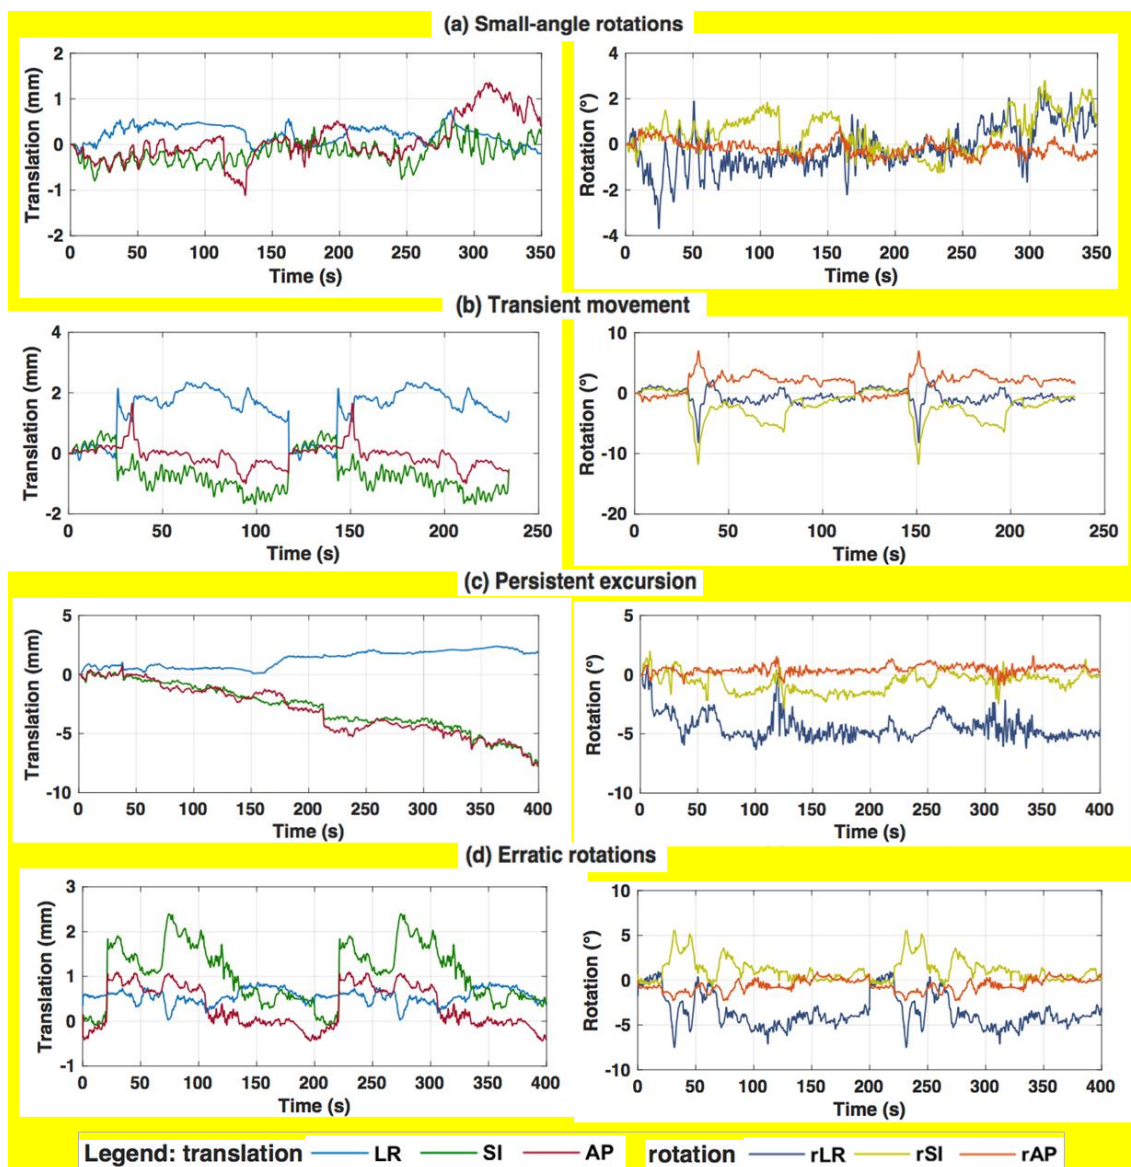 (a) Small-angle rotations
Translation (mm)
2
1
0
-1
-2
0 50 100 150 200 250 300 350
Time (s)
Rotation (°)
4
2
0
-2
-4
0 50 100 150 200 250 300 350
Time (s)
(b) Transient movement
Translation (mm)
4
2
0
-2
0 50 100 150 200 250
Time (s)
Rotation (°)
10
0
-10
-20
0 50 100 150 200 250
Time (s)
(c) Persistent excursion
Translation (mm)
5
0
-5
-10
0 50 100 150 200 250 300 350 400
Time (s)
Rotation (°)
5
0
-5
-10
0 50 100 150 200 250 300 350 400
Time (s)
(d) Erratic rotations
Translation (mm)
3
2
1
0
-1
0 50 100 150 200 250 300 350 400
Time (s)
Rotation (°)
10
5
0
-5
-10
0 50 100 150 200 250 300 350 400
Time (s)
Legend: translation LR SI AP rotation rLR rSI rAP